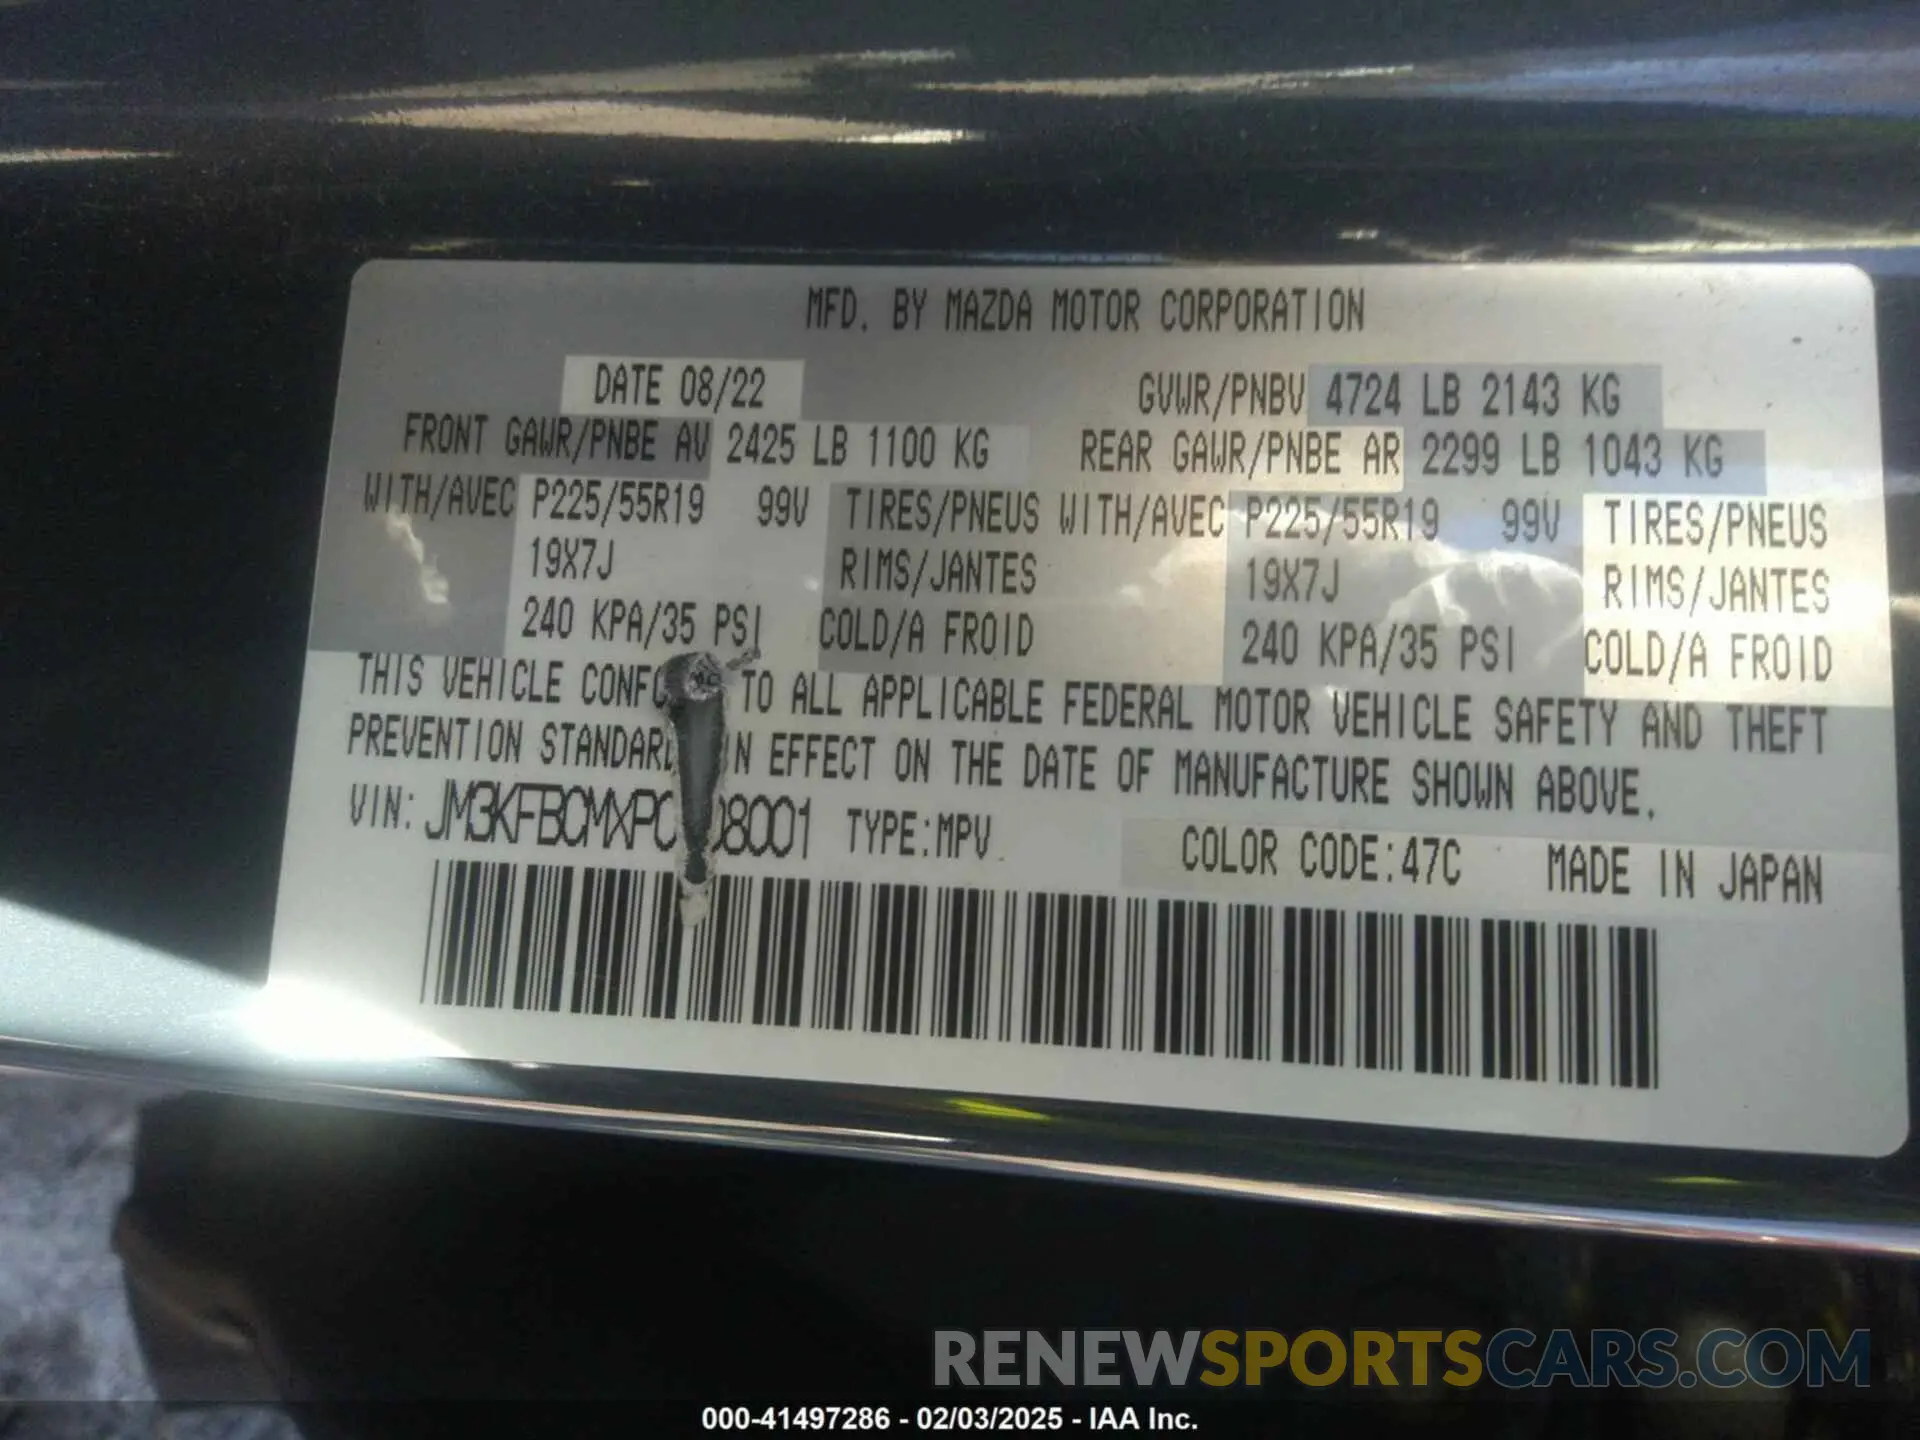 MFD. BY MAZDA MOTOR CORPORATION
DATE 08/22 GVWR/PNBV 4724 LB 2143 KG
FRONT GAWR/PNBE AV 2425 LB 1100 KG REAR GAWR/PNBE AR 2299 LB 1043 KG
WITH/AVEC P225/55R19 99V TIRES/PNEUS WITH/AVEC P225/55R19 99V TIRES/PNEUS
19X7J RIMS/JANTES 19X7J RIMS/JANTES
240 KPA/35 PSI COLD/A FROID 240 KPA/35 PSI COLD/A FROID
THIS VEHICLE TO ALL APPLICABLE FEDERAL MOTOR VEHICLE SAFETY AND THEFT
PREVENTION EFFECT ON THE DATE OF MANUFACTURE SHOWN ABOVE.
VIN: TYPE:MPV COLOR CODE:47C MADE IN JAPAN
RENEWSPORTSCARS.COM
000-41497286 - 02/03/2025 - IAA Inc.